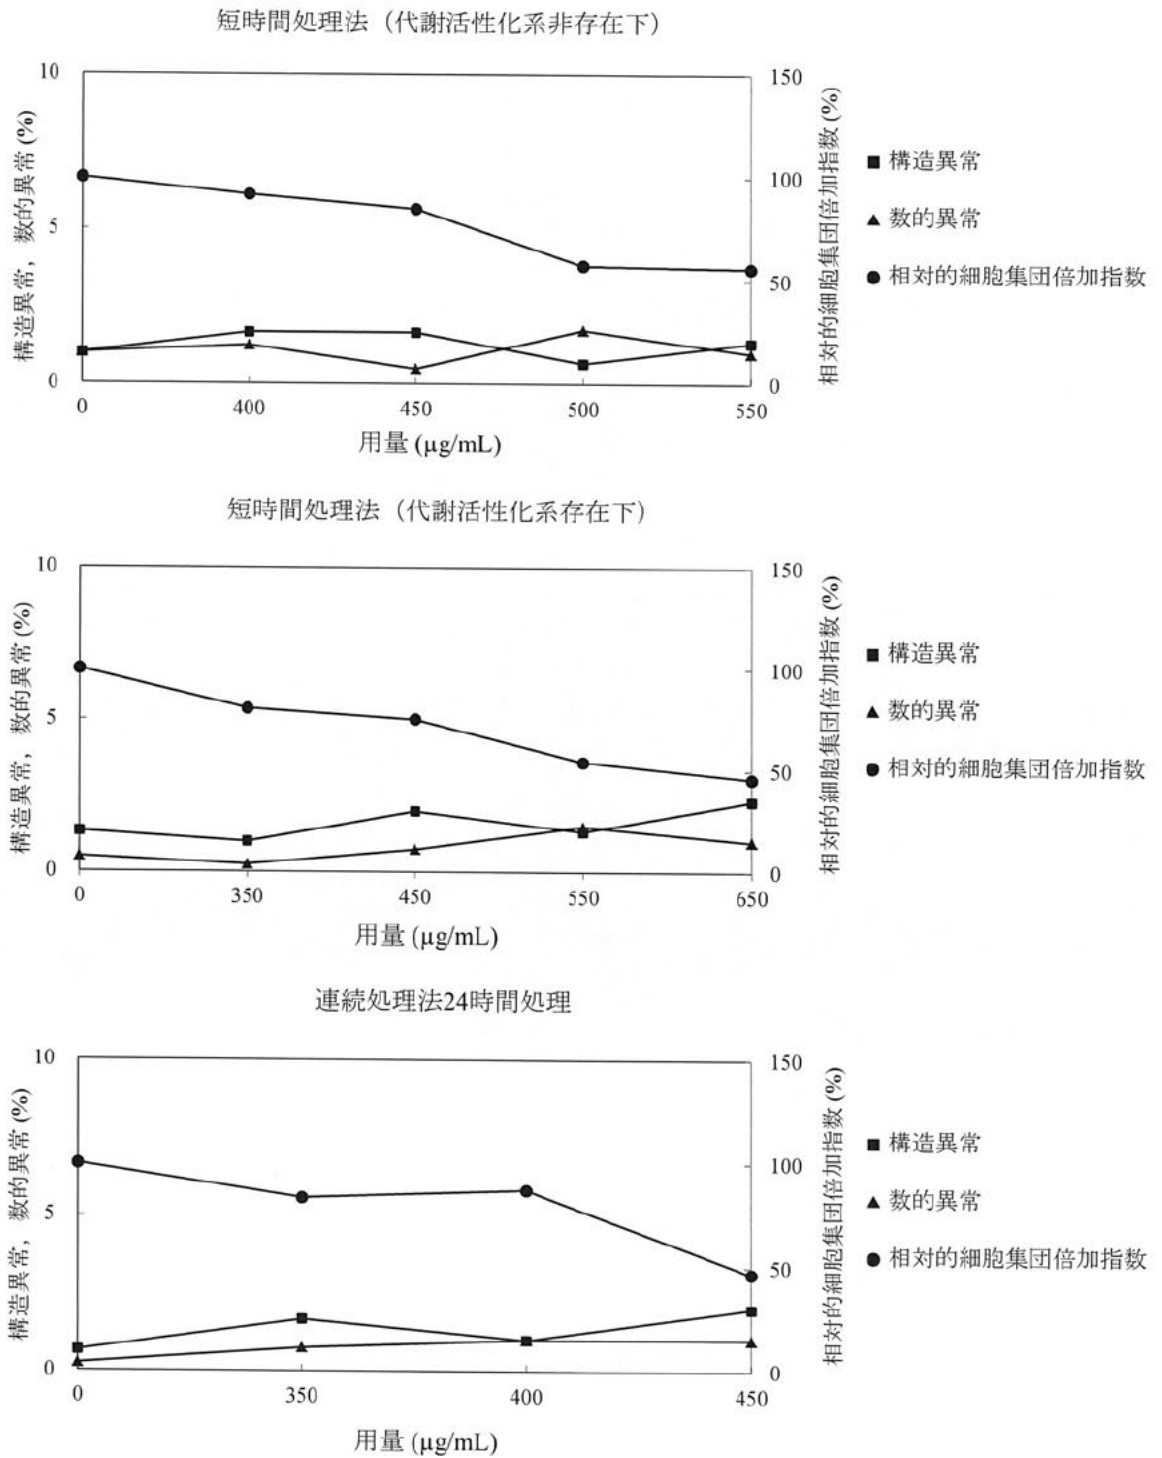 短時間処理法（代謝活性化系非存在下）
10
5
0
構造異常，数的異常 (%)
150
100
50
0
相対的細胞集団倍加指数 (%)
0 400 450 500 550
用量 (μg/mL)
構造異常
数的異常
相対的細胞集団倍加指数
短時間処理法（代謝活性化系存在下）
10
5
0
構造異常，数的異常 (%)
150
100
50
0
相対的細胞集団倍加指数 (%)
0 350 450 550 650
用量 (μg/mL)
構造異常
数的異常
相対的細胞集団倍加指数
連続処理法24時間処理
10
5
0
構造異常，数的異常 (%)
150
100
50
0
相対的細胞集団倍加指数 (%)
0 350 400 450
用量 (μg/mL)
構造異常
数的異常
相対的細胞集団倍加指数